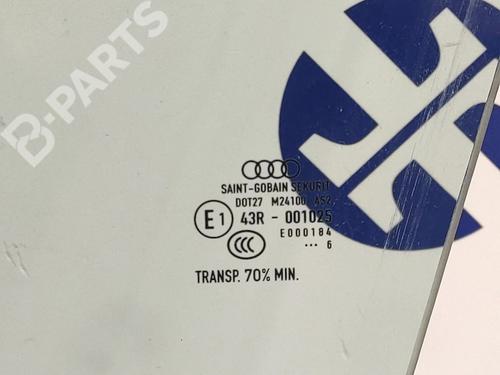 B-PARTS
SAINT-GOBAIN SEKURIT
DOT27 M24100 AS2
E1 43R - 001025
E000184
CCC ... 6
TRANSP. 70% MIN.